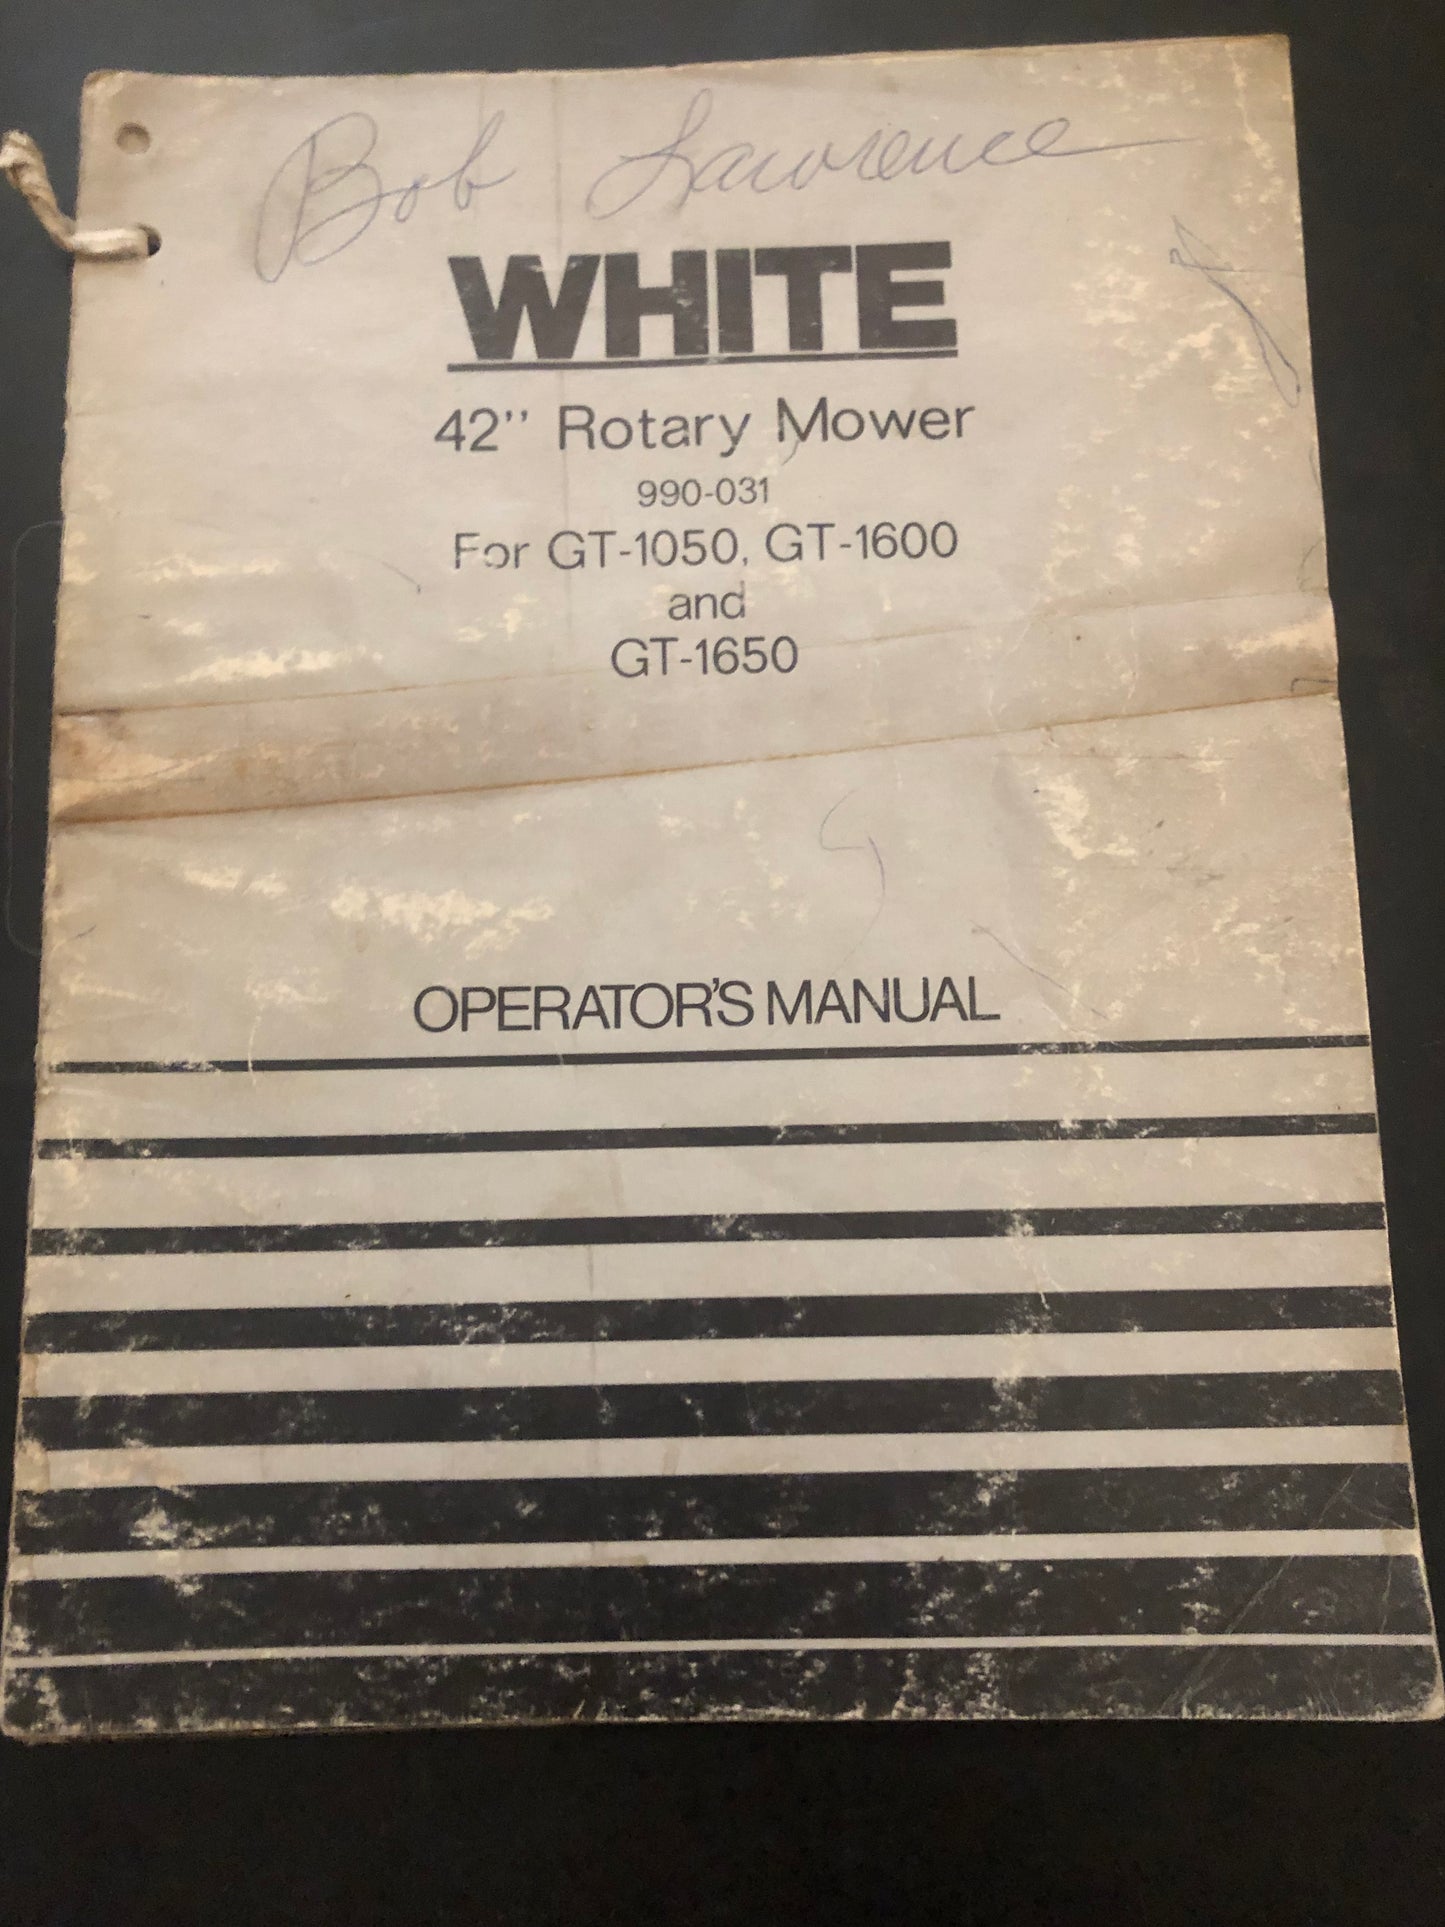 Bob Lawrence
WHITE
42'' Rotary Mower
990-031
For GT-1050, GT-1600
and
GT-1650
OPERATOR'S MANUAL